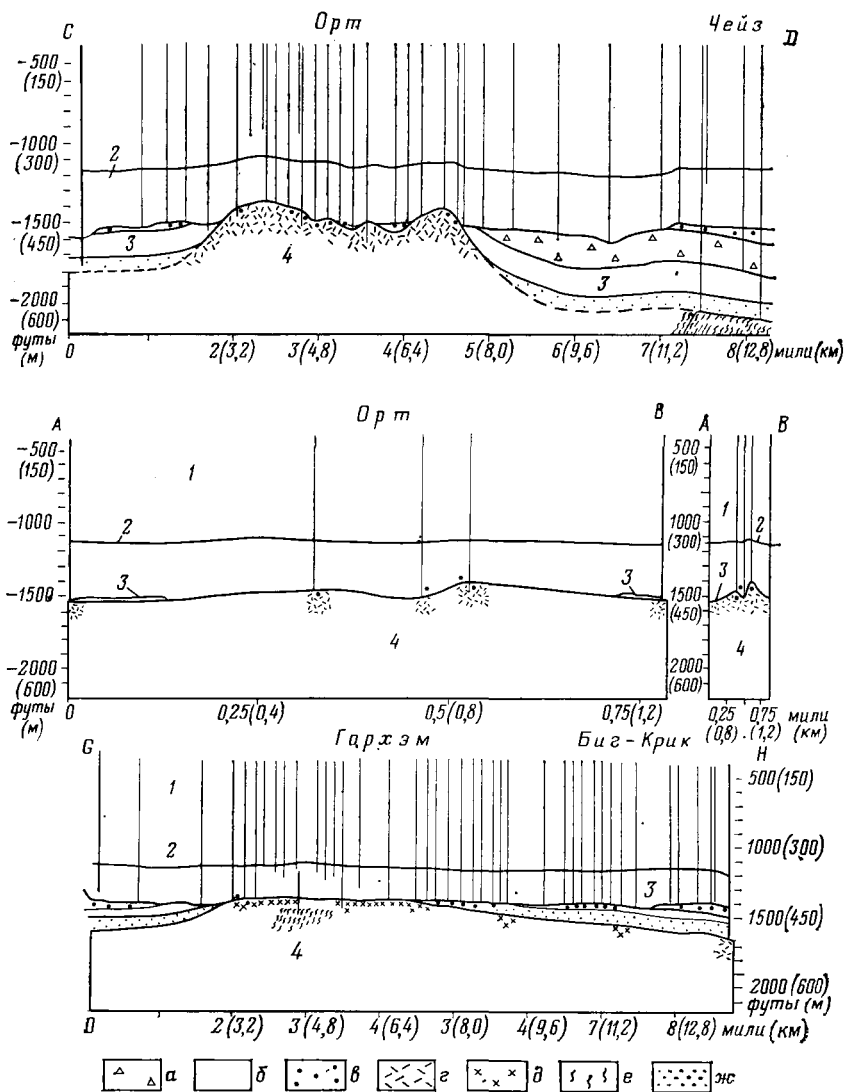 C Орт Чейз D
-500
(150)
-1000
(300)
2
-1500
(450)
3 4 3
-2000
(600)
футы
(м)
0 2(3,2) 3(4,8) 4(6,4) 5(8,0) 6(9,6) 7(11,2) 8(12,8) мили(км)
A Орт B A B
-500
(150)
500
(150)
1 1
-1000
2
1000
(300)
2
3 3 3
-1500
1500
(450)
4 4
-2000
(600)
футы
(м)
2000
(600)
0 0,25(0,4) 0,5(0,8) 0,75(1,2)
0,25 0,75 мили
(0,8) . (1,2) (км)
G Гархэм Биг-Крик H
1
500(150)
2
1000(300)
3
1500(450)
4
2000(600)
футы(м)
0 2(3,2) 3(4,8) 4(6,4) 3(8,0) 4(9,6) 7(11,2) 8(12,8) мили(км)
а б в г д е ж